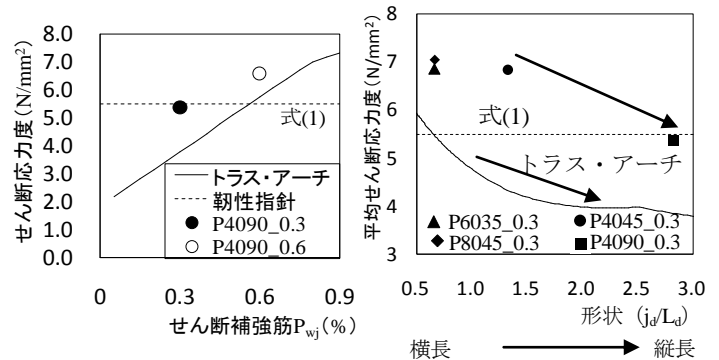 せん断応力度(N/mm²)
8.0
7.0
6.0
5.0
4.0
3.0
2.0
1.0
0.0
式(1)
トラス・アーチ
靭性指針
P4090_0.3
P4090_0.6
0
0.3
0.6
0.9
せん断補強筋Pwj(%)
平均せん断応力度(N/mm²)
8
7
6
5
4
3
式(1)
トラス・アーチ
P6035_0.3
P4045_0.3
P8045_0.3
P4090_0.3
0.5
1.0
1.5
2.0
2.5
3.0
形状 (jd/Ld)
横長
縦長